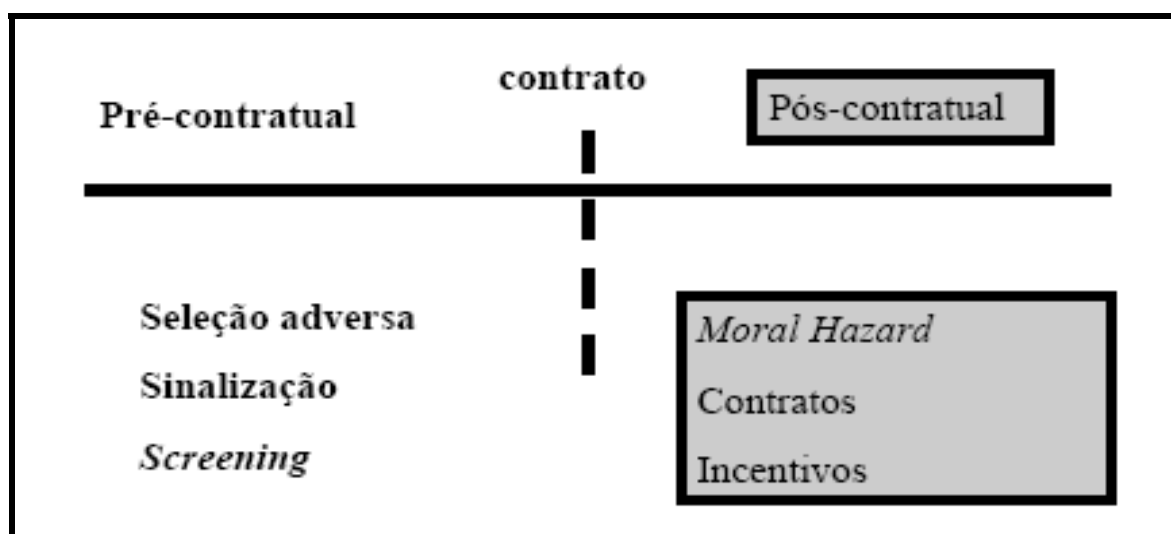 contrato
Pré-contratual
Pós-contratual
Seleção adversa
Sinalização
Screening
Moral Hazard
Contratos
Incentivos